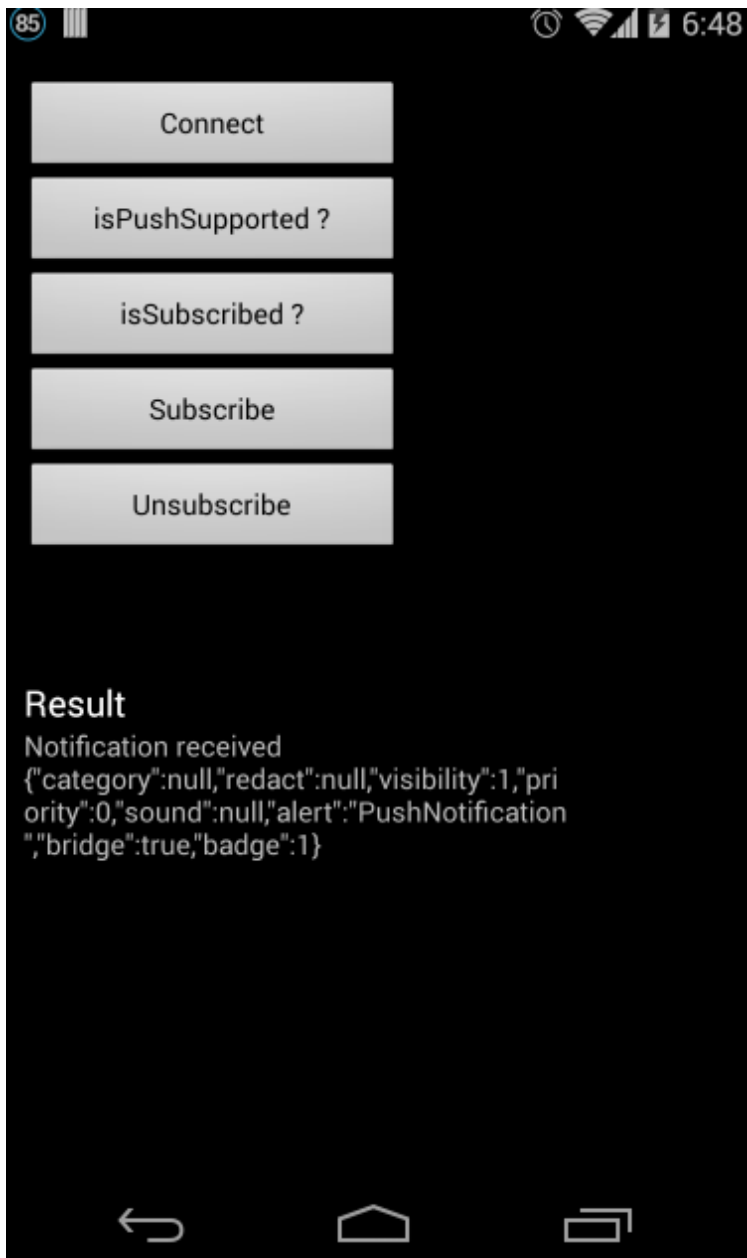 85 6:48
Connect
isPushSupported ?
isSubscribed ?
Subscribe
Unsubscribe
Result
Notification received
{"category":null,"redact":null,"visibility":1,"pri
ority":0,"sound":null,"alert":"PushNotification
","bridge":true,"badge":1}